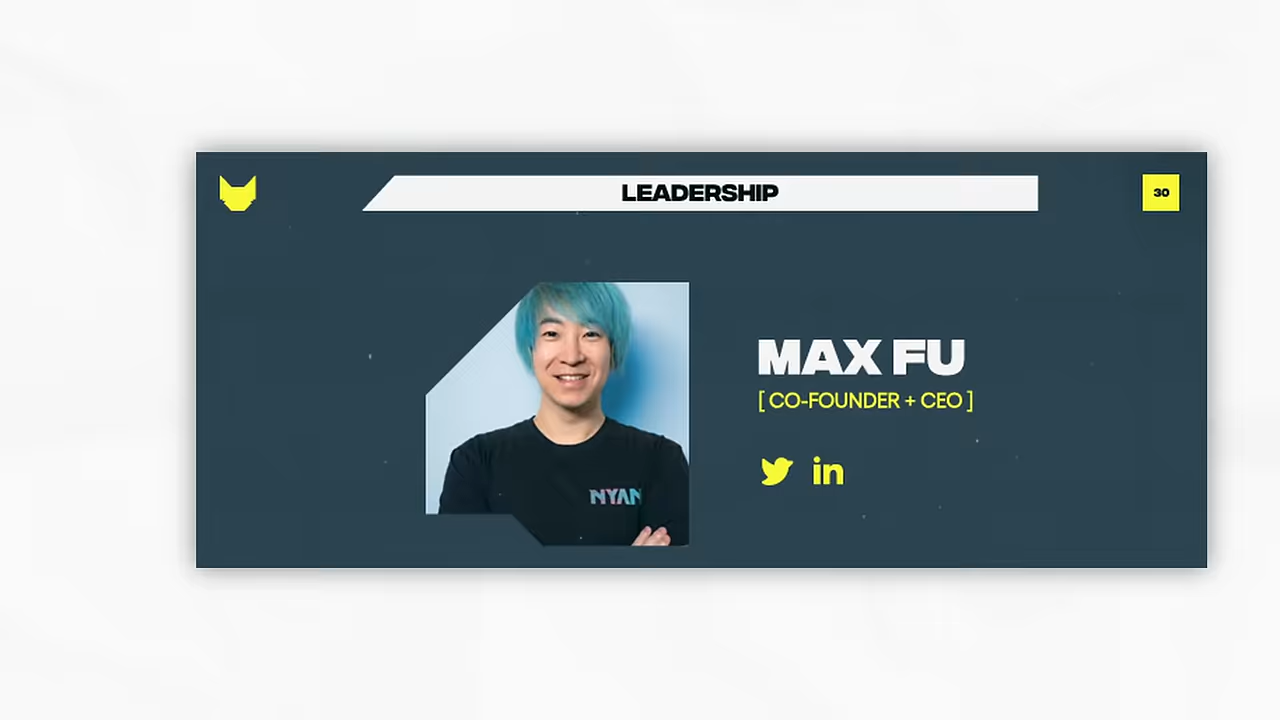 LEADERSHIP
30
MAX FU
[ CO-FOUNDER + CEO ]
in
NYAN